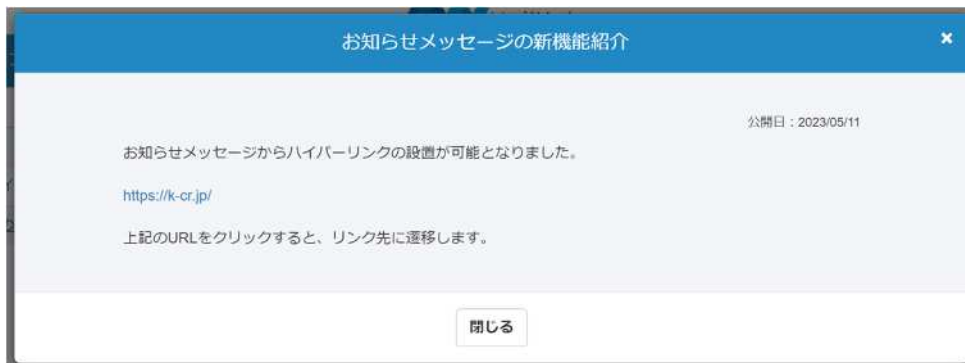 お知らせメッセージの新機能紹介
公開日:2023/05/11
お知らせメッセージからハイパーリンクの設置が可能となりました。
https://k-cr.jp/
上記のURLをクリックすると、リンク先に遷移します。
閉じる